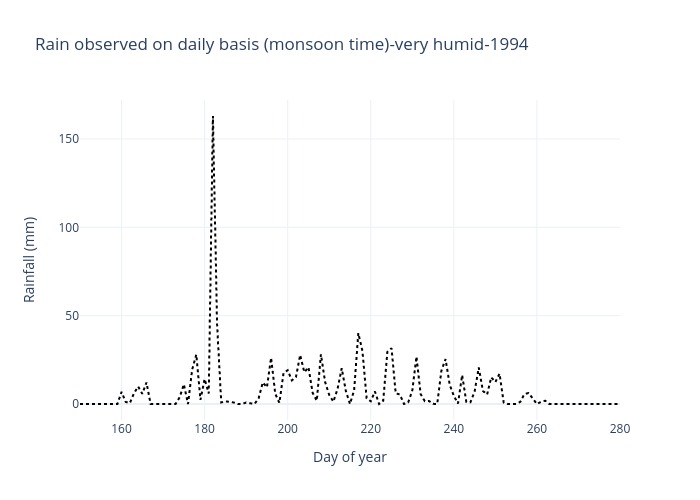 Rain observed on daily basis (monsoon time)-very humid-1994
150
100
50
0
Rainfall (mm)
160 180 200 220 240 260 280
Day of year